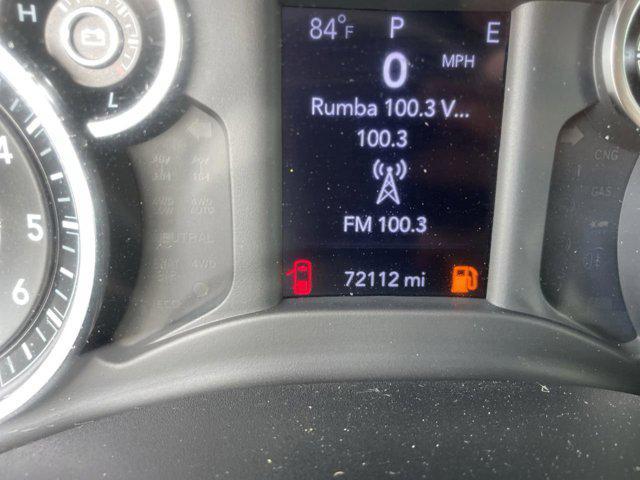 H
84°F P E
0 MPH
Rumba 100.3 V...
100.3
FM 100.3
72112 mi
L
4
5
6
CNG
GAS
NEUTRAL